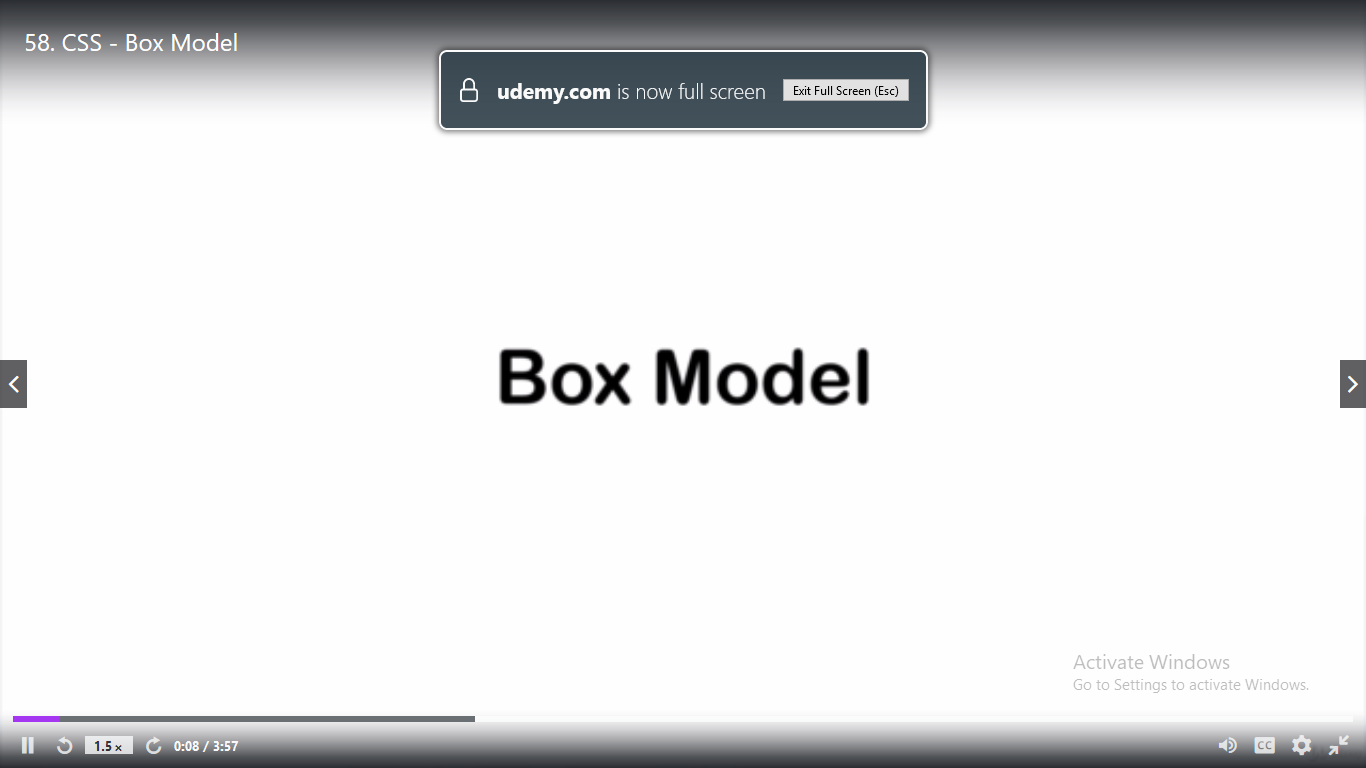 58. CSS - Box Model
udemy.com is now full screen
Exit Full Screen (Esc)
Box Model
Activate Windows
Go to Settings to activate Windows.
1.5 x
0:08 / 3:57
CC